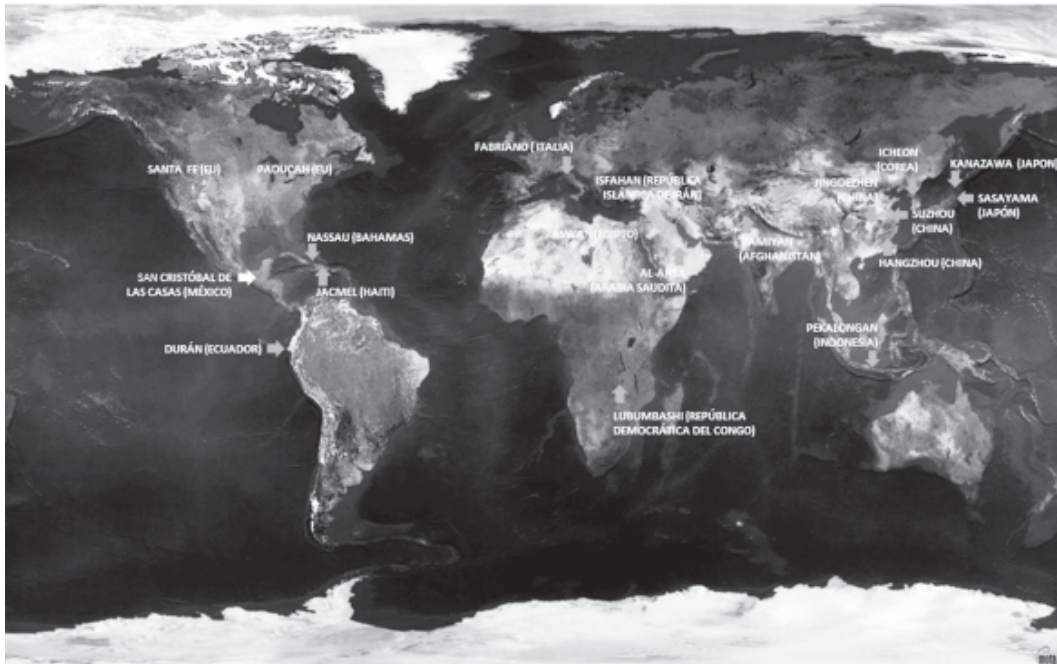 FABRIANO ( ITALIA)
ICHEON
(COREA)
KANAZAWA (JAPON)
SANTA FE (EU)
PADUCAH (EU)
ISFAHAN (REPÚBLICA
ISLÁMICA DE IRÁN)
JINGDEZHEN
(CHINA)
SASAYAMA
(JAPÓN)
SUZHOU
(CHINA)
NASSAU (BAHAMAS)
ASWAN (EGIPTO)
BAMIYAN
(AFGHANISTAN)
HANGZHOU (CHINA)
SAN CRISTÓBAL DE
LAS CASAS (MÉXICO)
JACMEL (HAITI)
AL-AHSA
(ARABIA SAUDITA)
PEKALONGAN
(INDONESIA)
DURÁN (ECUADOR)
LUBUMBASHI (REPÚBLICA
DEMOCRÁTICA DEL CONGO)